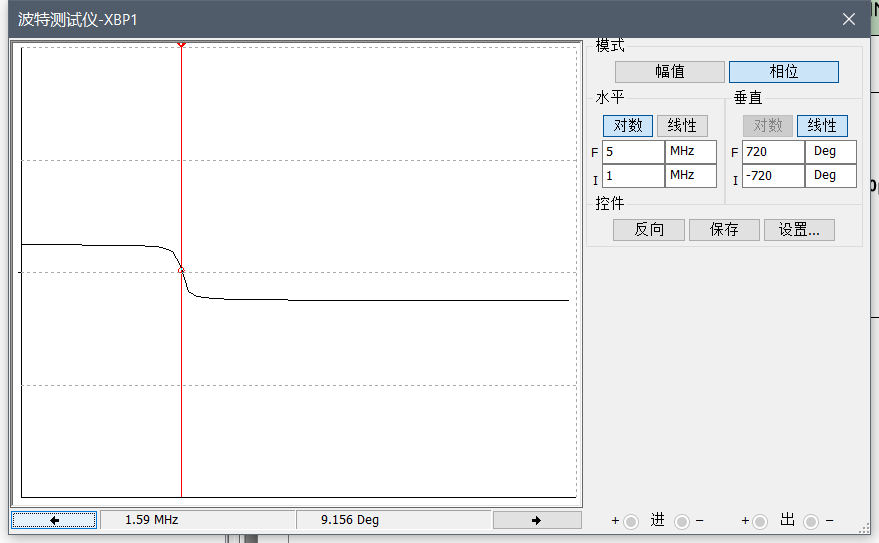 波特测试仪-XBP1
模式
幅值 相位
水平 垂直
对数 线性 对数 线性
F 5 MHz F 720 Deg
I 1 MHz I -720 Deg
控件
反向 保存 设置...
1.59 MHz 9.156 Deg
+ 进 − + 出 −